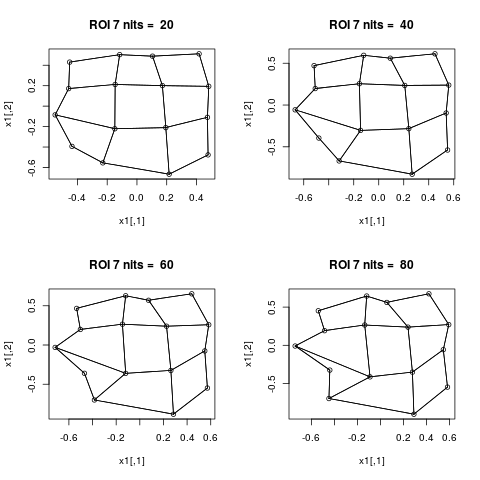 ROI 7 nits = 20
x1[,2]
0.2
-0.2
-0.6
-0.4 -0.2 0.0 0.2 0.4
x1[,1]
ROI 7 nits = 40
x1[,2]
0.5
0.0
-0.5
-0.6 -0.3 0.0 0.2 0.4 0.6
x1[,1]
ROI 7 nits = 60
x1[,2]
0.5
0.0
-0.5
-0.6 -0.2 0.2 0.4 0.6
x1[,1]
ROI 7 nits = 80
x1[,2]
0.5
0.0
-0.5
-0.6 -0.2 0.2 0.4 0.6
x1[,1]